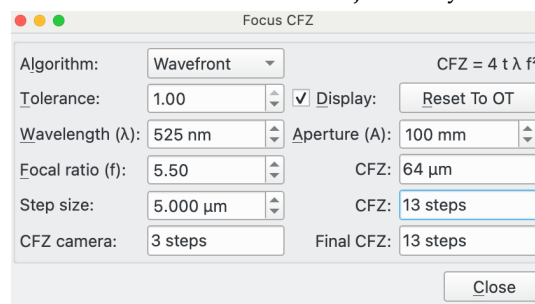 Focus CFZ
Algorithm: Wavefront CFZ = 4 t λ f²
Tolerance: 1.00 Display: Reset To OT
Wavelength (λ): 525 nm Aperture (A): 100 mm
Focal ratio (f): 5.50 CFZ: 64 μm
Step size: 5.000 μm CFZ: 13 steps
CFZ camera: 3 steps Final CFZ: 13 steps
Close